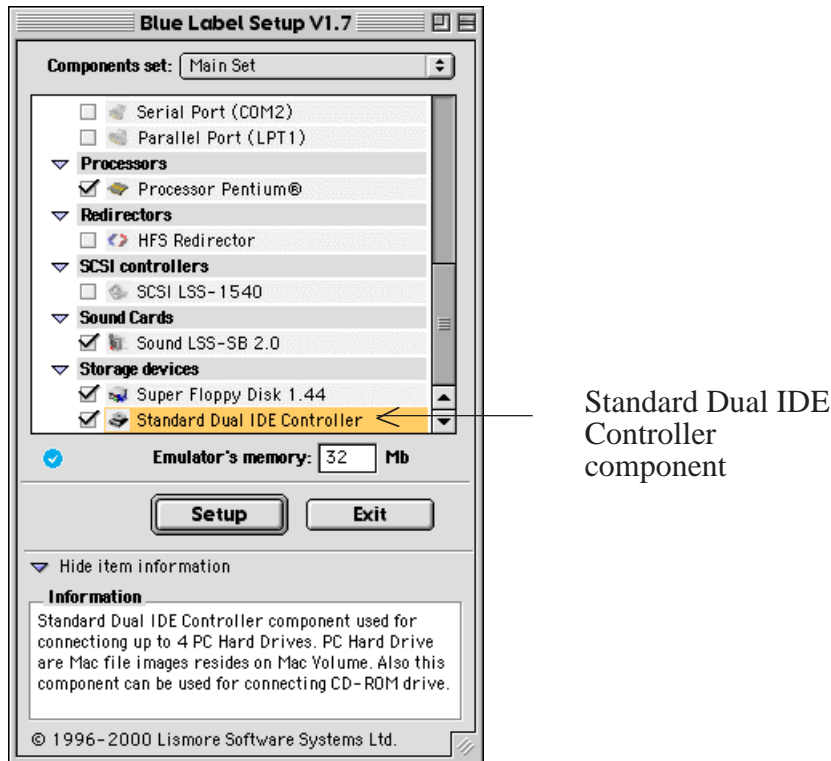 Blue Label Setup V1.7
Components set: Main Set
Serial Port (COM2)
Parallel Port (LPT1)
Processors
Processor Pentium®
Redirectors
HFS Redirector
SCSI controllers
SCSI LSS-1540
Sound Cards
Sound LSS-SB 2.0
Storage devices
Super Floppy Disk 1.44
Standard Dual IDE Controller
Emulator's memory: 32 Mb
Setup Exit
Hide item information
Information
Standard Dual IDE Controller component used for
connectiong up to 4 PC Hard Drives. PC Hard Drive
are Mac file images resides on Mac Volume. Also this
component can be used for connecting CD-ROM drive.
© 1996-2000 Lismore Software Systems Ltd.
Standard Dual IDE
Controller
component